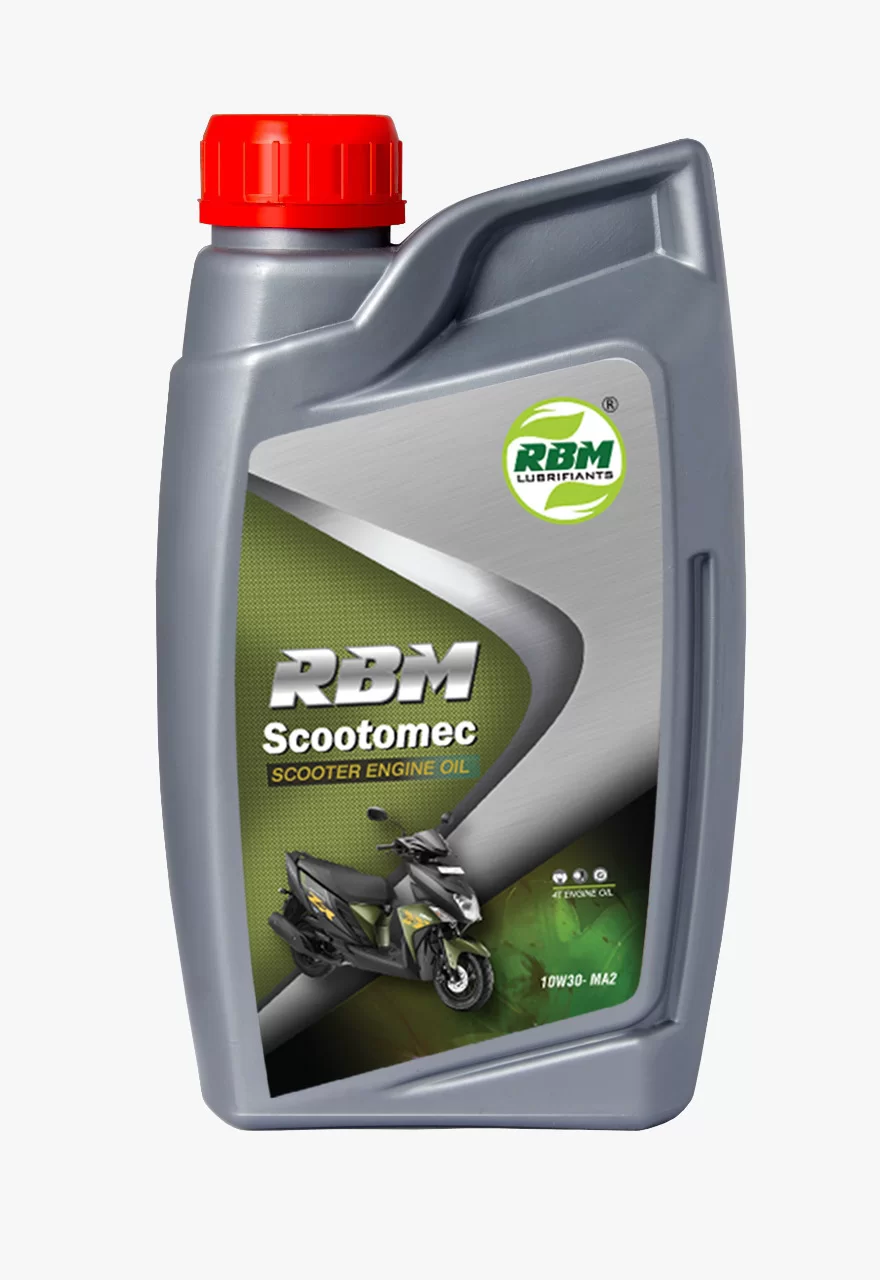 ®
RBM
LUBRIFIANTS
RBM
Scootomec
SCOOTER ENGINE OIL
4T ENGINE OIL
10W30- MA2